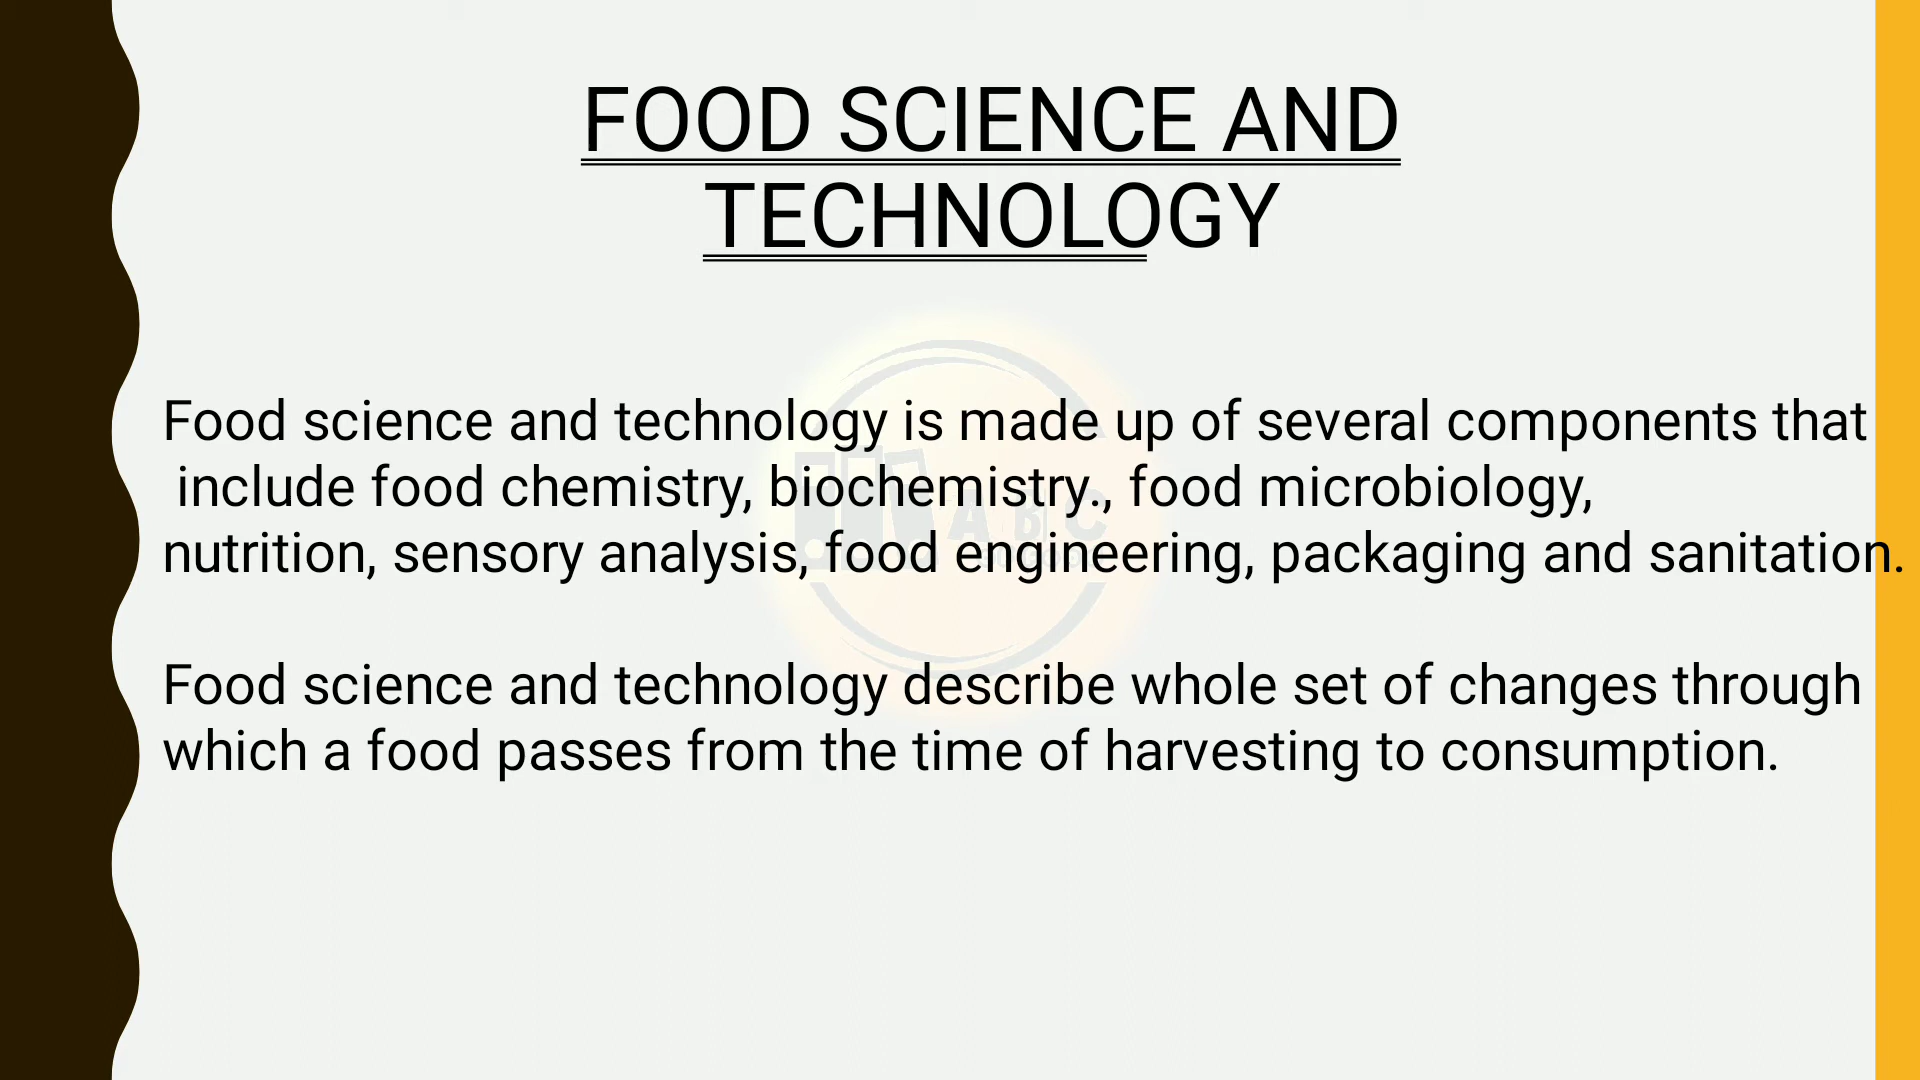 FOOD SCIENCE AND
TECHNOLOGY
Food science and technology is made up of several components that
include food chemistry, biochemistry., food microbiology,
nutrition, sensory analysis, food engineering, packaging and sanitation.
Food science and technology describe whole set of changes through
which a food passes from the time of harvesting to consumption.
A B C